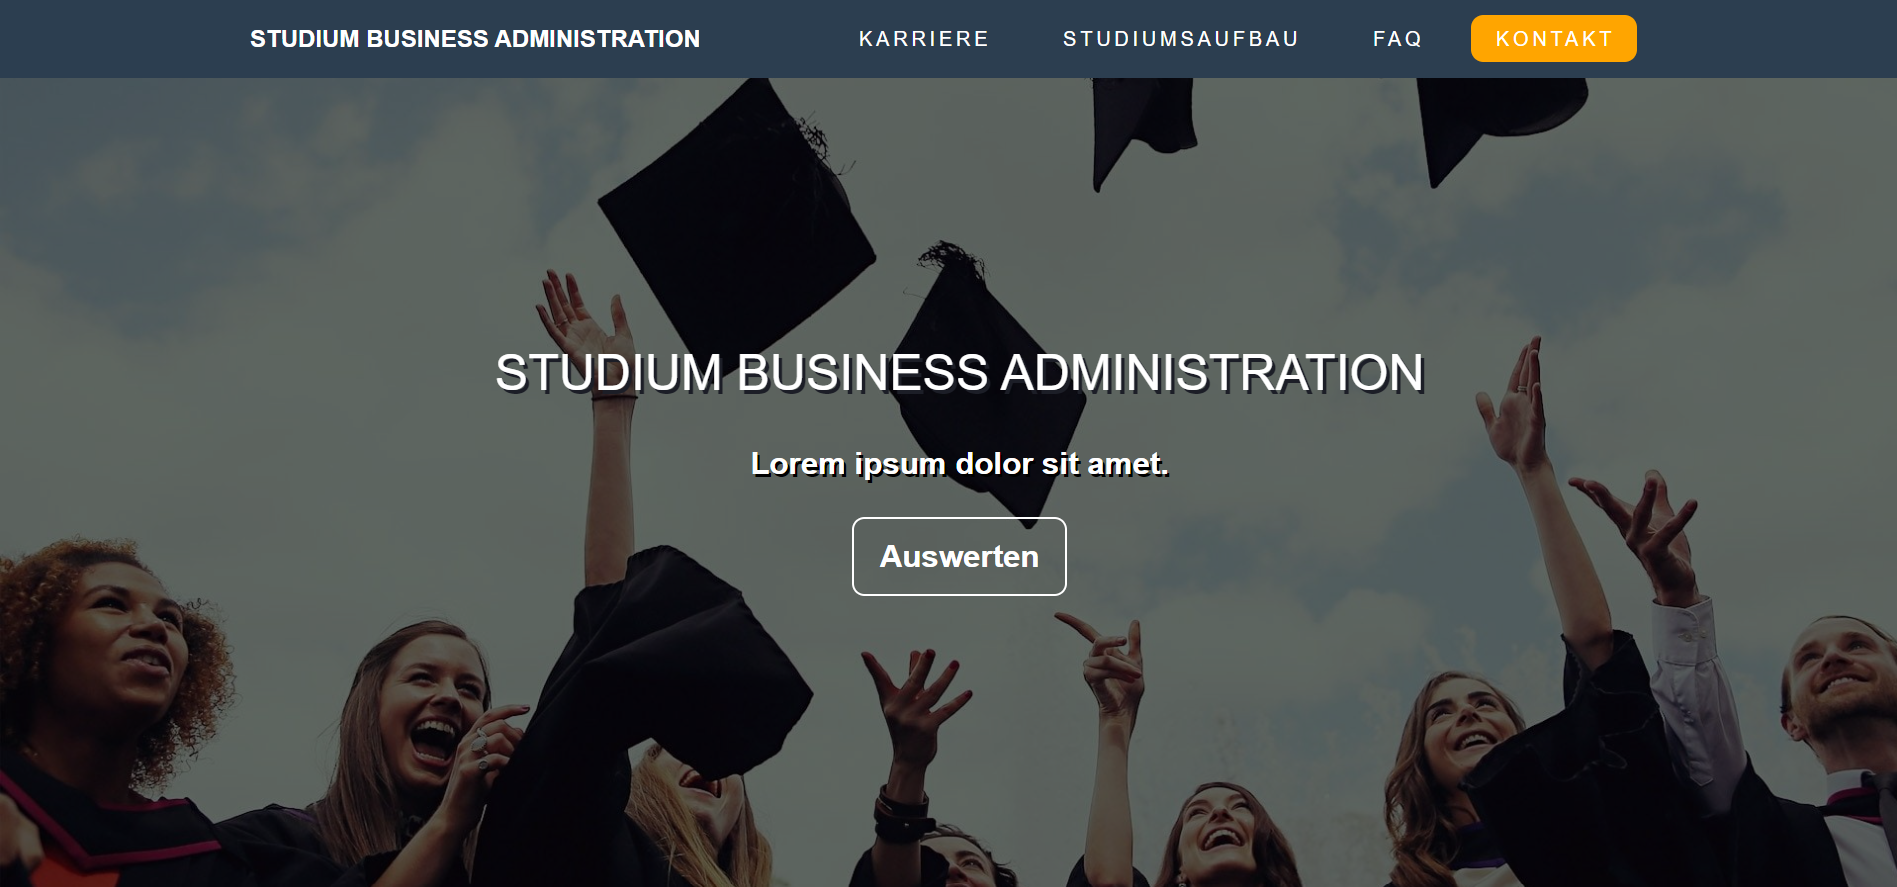 STUDIUM BUSINESS ADMINISTRATION KARRIERE STUDIUMSAUFBAU FAQ KONTAKT
STUDIUM BUSINESS ADMINISTRATION
Lorem ipsum dolor sit amet.
Auswerten